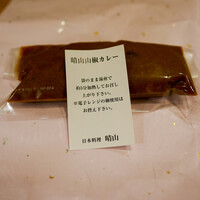 晴山山椒カレー
袋のまま湯煎で
約5分加熱してお召し
上がり下さい。
※電子レンジの御使用は
お控え下さい。
日本料理 晴山